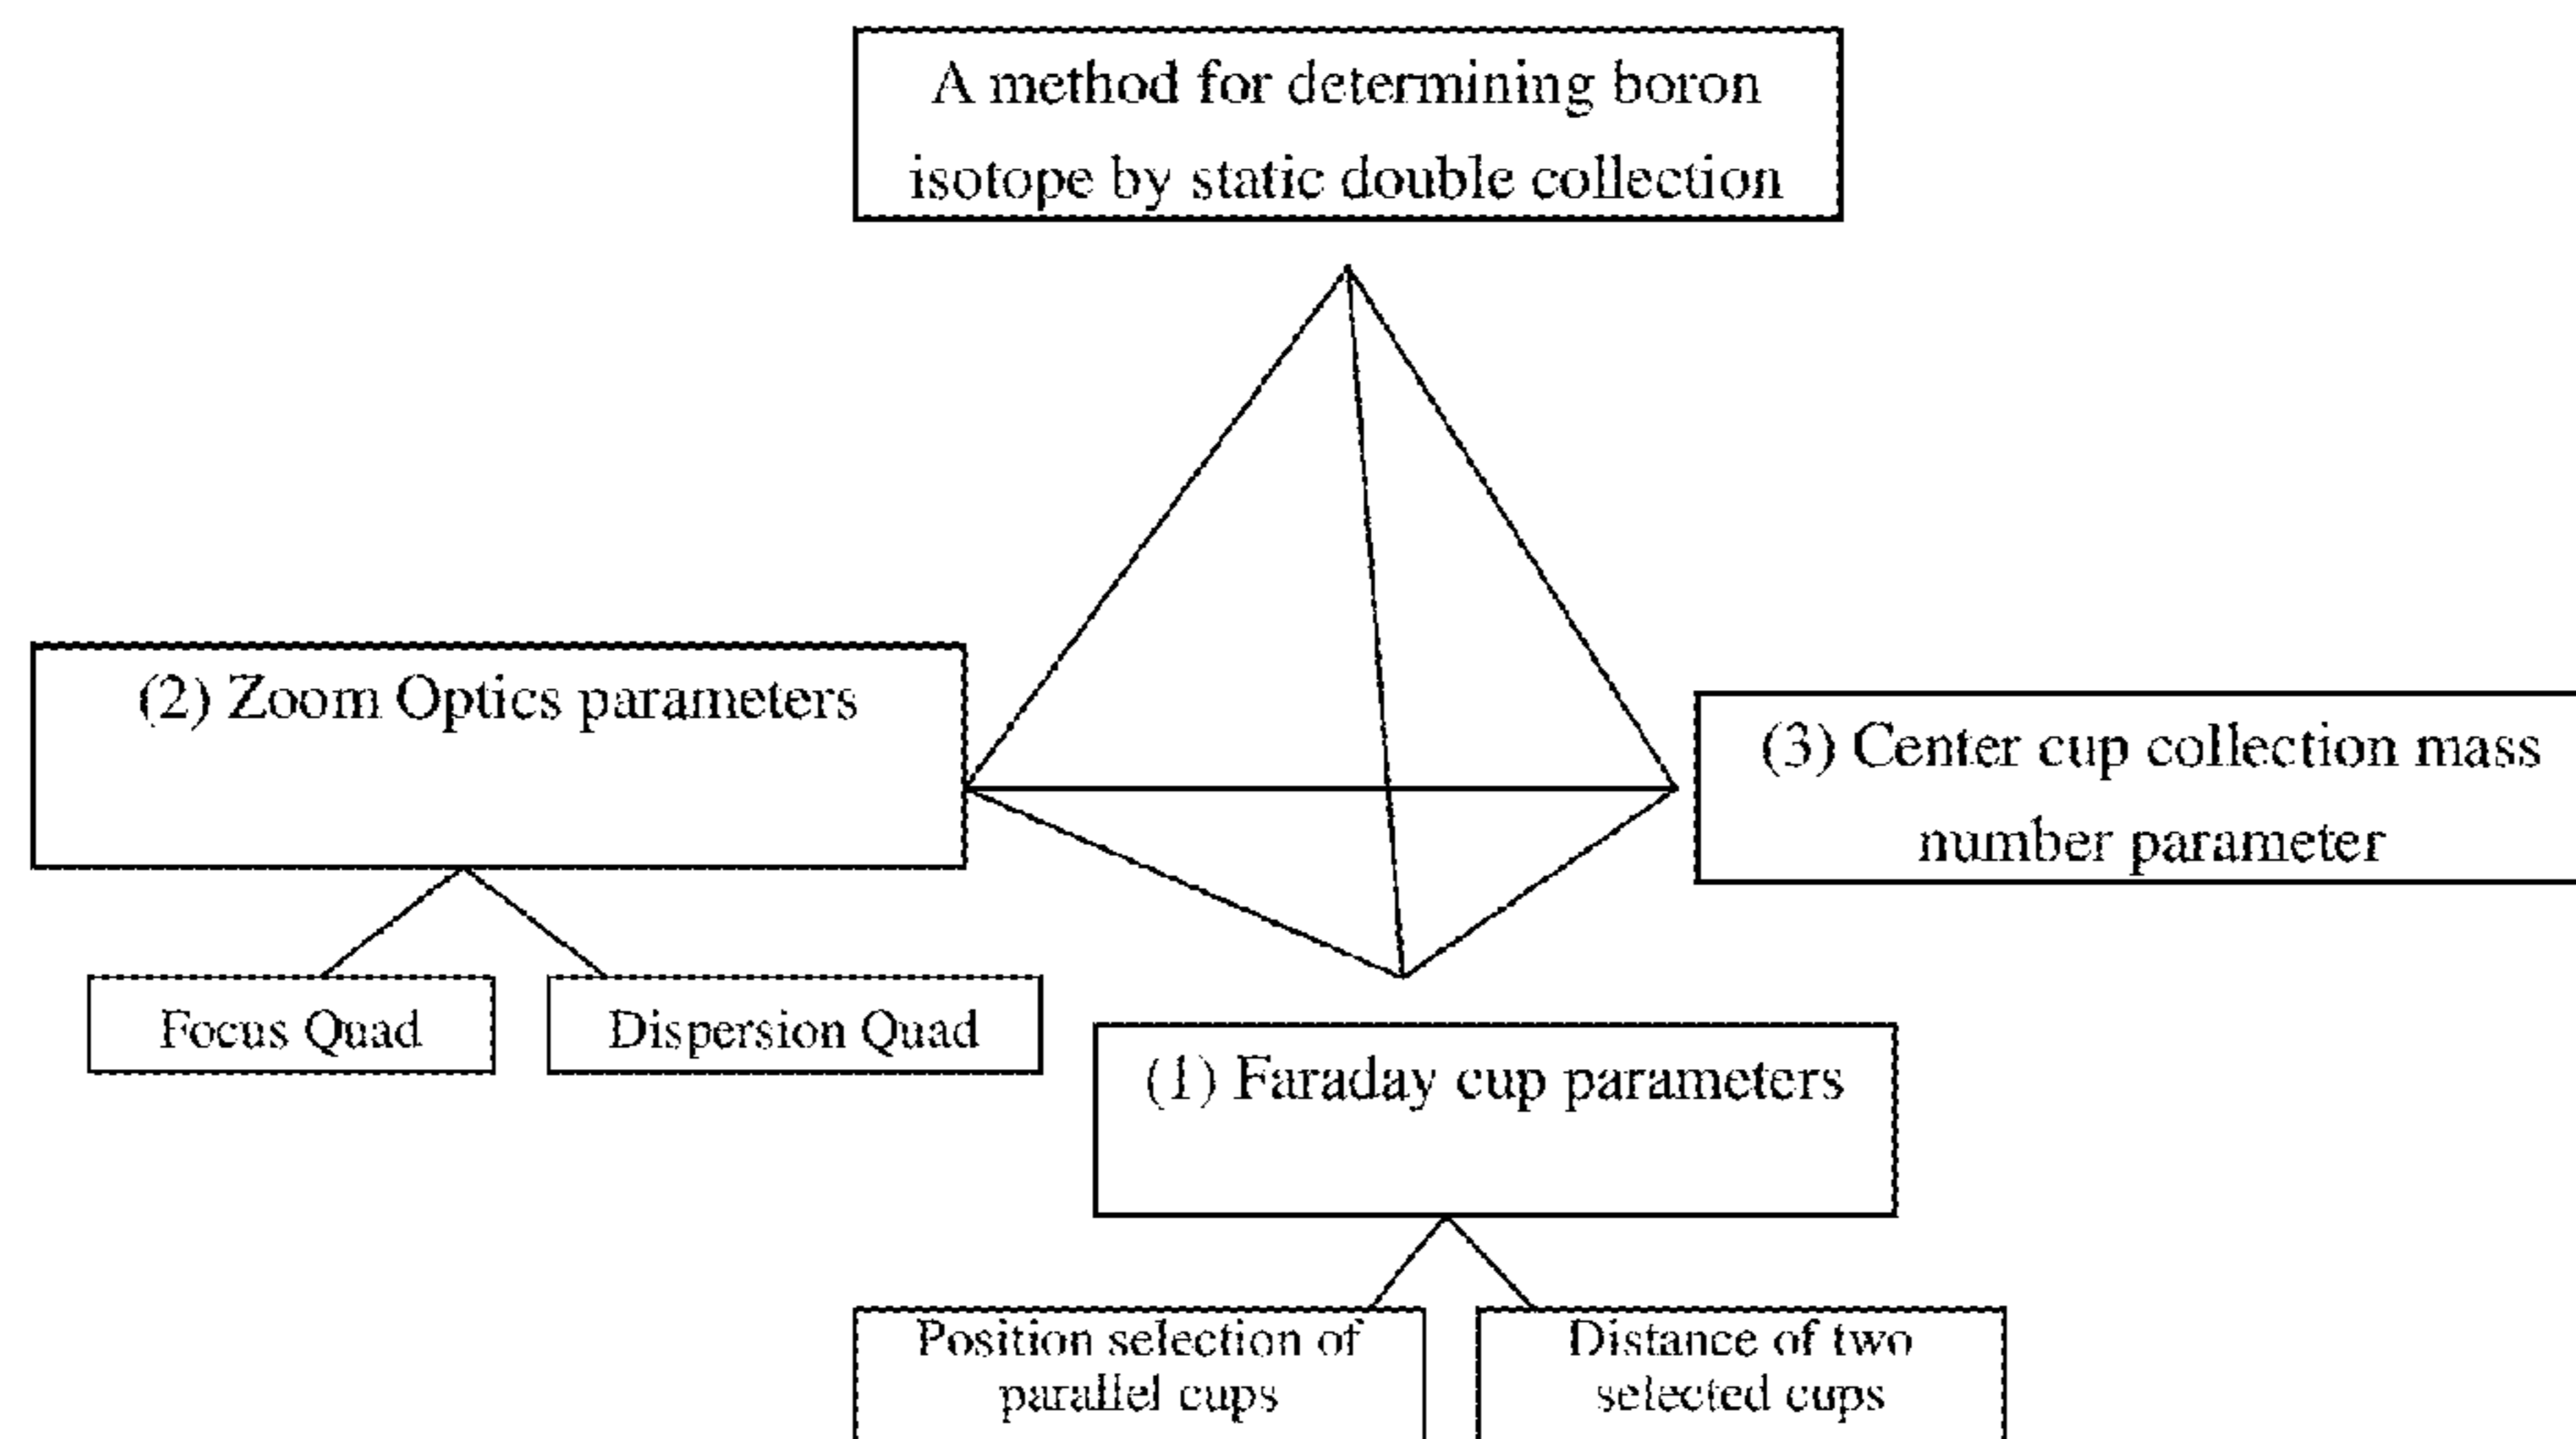 A method for determining boron
isotope by static double collection
(2) Zoom Optics parameters
(3) Center cup collection mass
number parameter
Focus Quad
Dispersion Quad
(1) Faraday cup parameters
Position selection of
parallel cups
Distance of two
selected cups